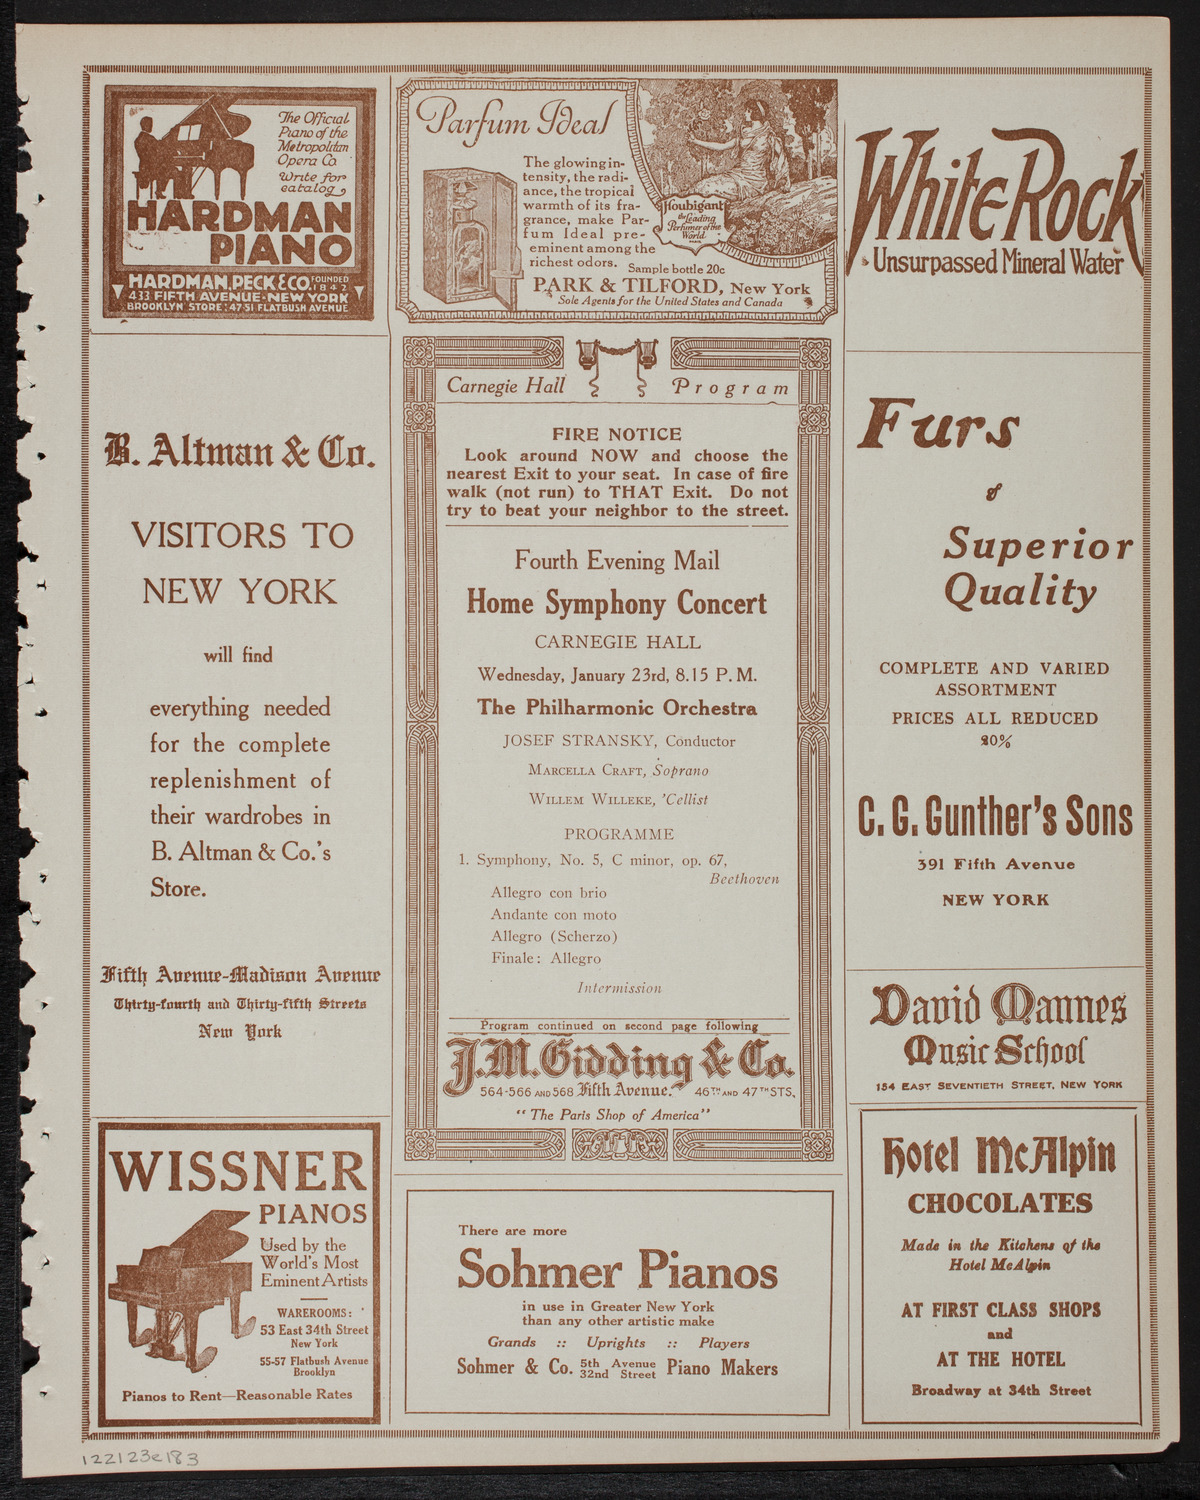 The Official
Piano of the
Metropolitan
Opera Co.
Write for
catalog
HARDMAN
PIANO
HARDMAN, PECK & CO. FOUNDED 1842
433 FIFTH AVENUE · NEW YORK
BROOKLYN STORE: 47-51 FLATBUSH AVENUE
B. Altman & Co.
VISITORS TO
NEW YORK
will find
everything needed
for the complete
replenishment of
their wardrobes in
B. Altman & Co.'s
Store.
Fifth Avenue-Madison Avenue
Thirty-fourth and Thirty-fifth Streets
New York
WISSNER
PIANOS
Used by the
World's Most
Eminent Artists
WAREROOMS:
53 East 34th Street
New York
55-57 Flatbush Avenue
Brooklyn
Pianos to Rent—Reasonable Rates
Parfum Ideal
The glowing in-
tensity, the radi-
ance, the tropical
warmth of its fra-
grance, make Par-
fum Ideal pre-
eminent among the
richest odors.
Sample bottle 20c
Houbigant
the Leading
Perfumer of the
World.
PARIS
PARK & TILFORD, New York
Sole Agents for the United States and Canada
Carnegie Hall Program
FIRE NOTICE
Look around NOW and choose the
nearest Exit to your seat. In case of fire
walk (not run) to THAT Exit. Do not
try to beat your neighbor to the street.
Fourth Evening Mail
Home Symphony Concert
CARNEGIE HALL
Wednesday, January 23rd, 8.15 P. M.
The Philharmonic Orchestra
JOSEF STRANSKY, Conductor
MARCELLA CRAFT, Soprano
WILLEM WILLEKE, 'Cellist
PROGRAMME
1. Symphony, No. 5, C minor, op. 67,
Beethoven
Allegro con brio
Andante con moto
Allegro (Scherzo)
Finale: Allegro
Intermission
Program continued on second page following
J.M. Gidding & Co.
564-566 AND 568 Fifth Avenue. 46TH AND 47TH STS.
"The Paris Shop of America"
There are more
Sohmer Pianos
in use in Greater New York
than any other artistic make
Grands :: Uprights :: Players
Sohmer & Co. 5th Avenue 32nd Street Piano Makers
White Rock
Unsurpassed Mineral Water
Furs
of
Superior
Quality
COMPLETE AND VARIED
ASSORTMENT
PRICES ALL REDUCED
20%
C. G. Gunther's Sons
391 Fifth Avenue
NEW YORK
David Mannes
Music School
154 EAST SEVENTIETH STREET, NEW YORK
Hotel McAlpin
CHOCOLATES
Made in the Kitchens of the
Hotel McAlpin
AT FIRST CLASS SHOPS
and
AT THE HOTEL
Broadway at 34th Street
122123e183